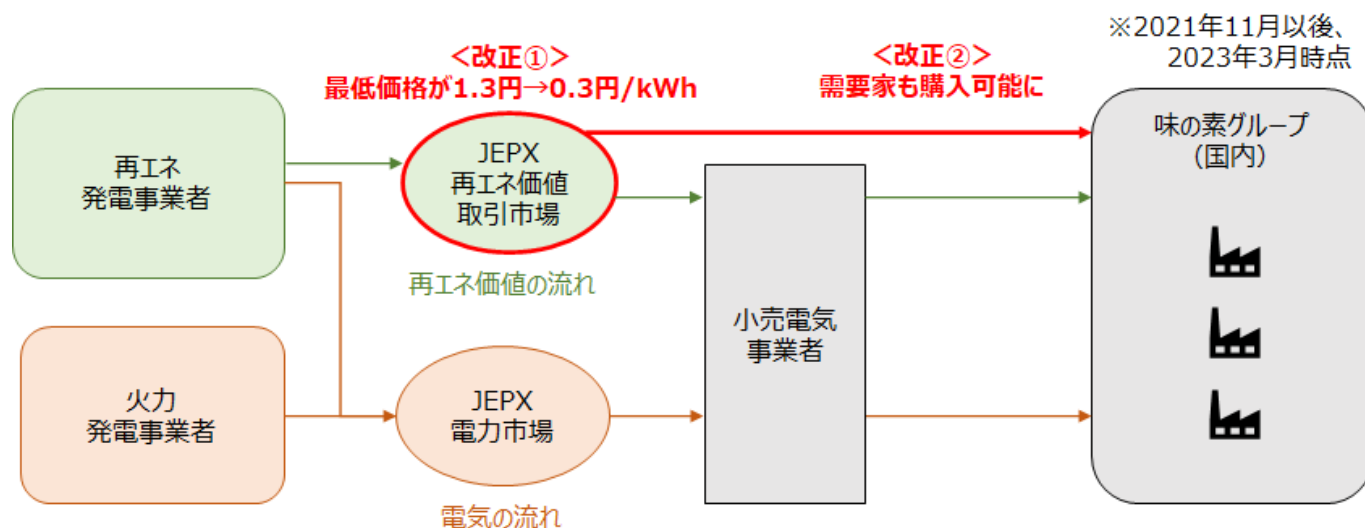 ※2021年11月以後、
2023年3月時点
＜改正①＞
最低価格が1.3円→0.3円/kWh
＜改正②＞
需要家も購入可能に
再エネ
発電事業者
JEPX
再エネ価値
取引市場
再エネ価値の流れ
味の素グループ
（国内）
小売電気
事業者
火力
発電事業者
JEPX
電力市場
電気の流れ